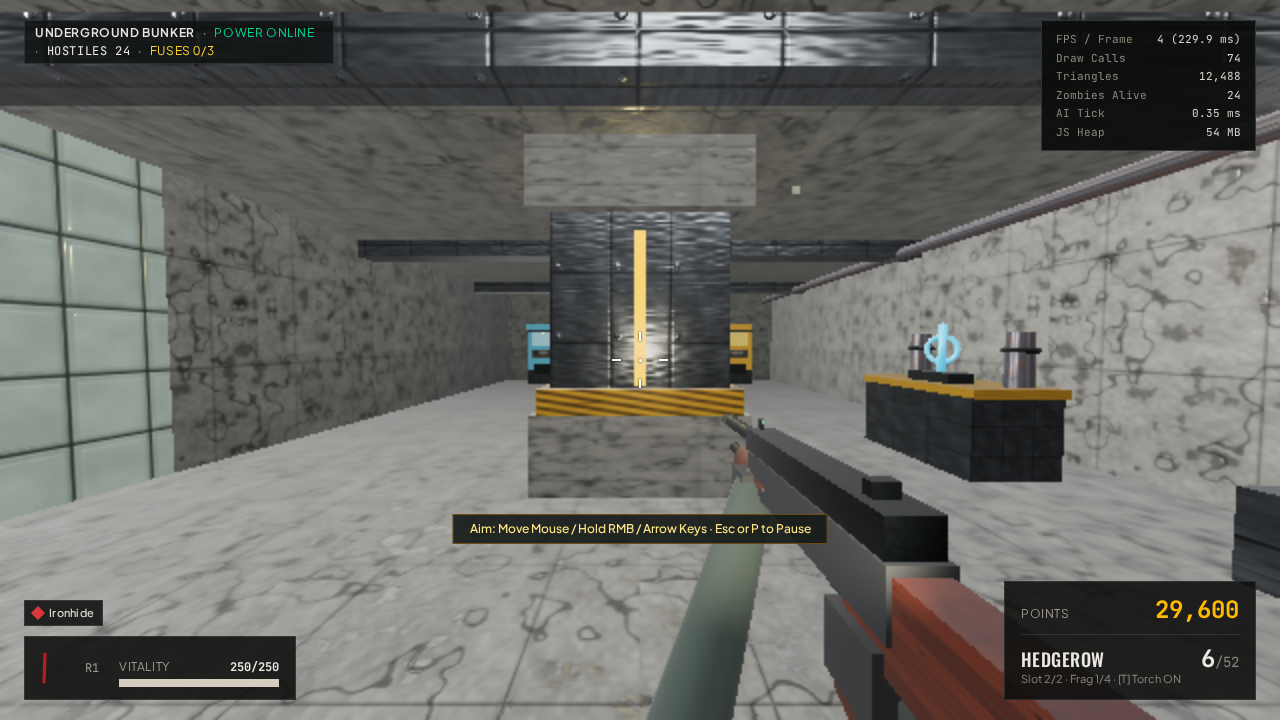 UNDERGROUND BUNKER · POWER ONLINE
· HOSTILES 24 · FUSES 0/3
FPS / Frame 4 (229.9 ms)
Draw Calls 74
Triangles 12,488
Zombies Alive 24
AI Tick 0.35 ms
JS Heap 54 MB
Aim: Move Mouse / Hold RMB / Arrow Keys · Esc or P to Pause
Ironhide
R1 VITALITY 250/250
POINTS 29,600
HEDGEROW 6/52
Slot 2/2 · Frag 1/4 · [T] Torch ON